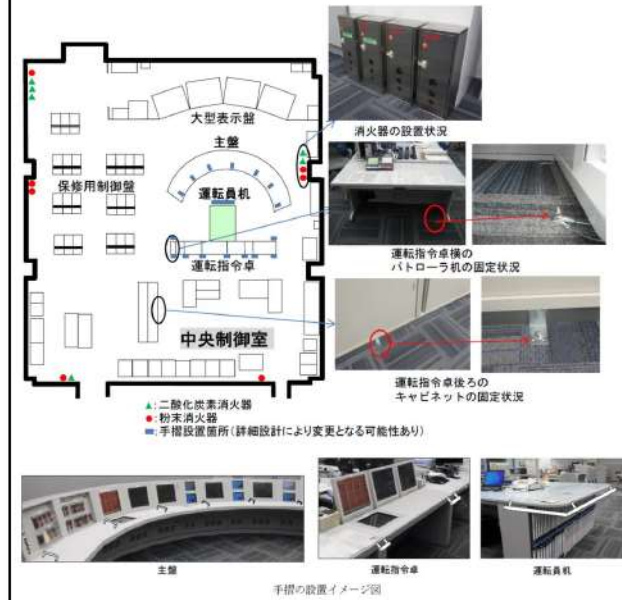 大型表示盤
消火器の設置状況
主盤
保修用制御盤
運転員机
運転指令卓
運転指令卓横の
パトローラ机の固定状況
中央制御室
運転指令卓後ろの
キャビネットの固定状況
▲:二酸化炭素消火器
●:粉末消火器
■:手摺設置箇所(詳細設計により変更となる可能性あり)
主盤
運転指令卓
運転員机
手摺の設置イメージ図